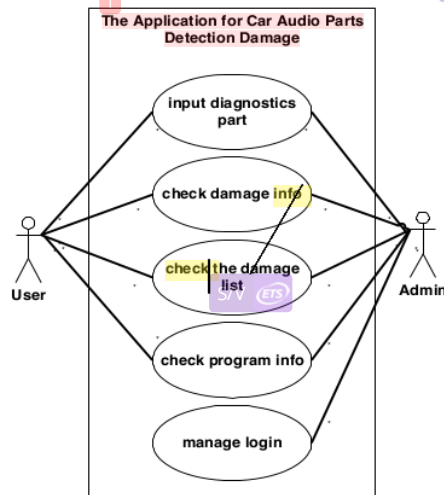 The Application for Car Audio Parts
Detection Damage
input diagnostics
part
check damage info
check the damage
list
S/V ETS
check program info
manage login
User
Admin